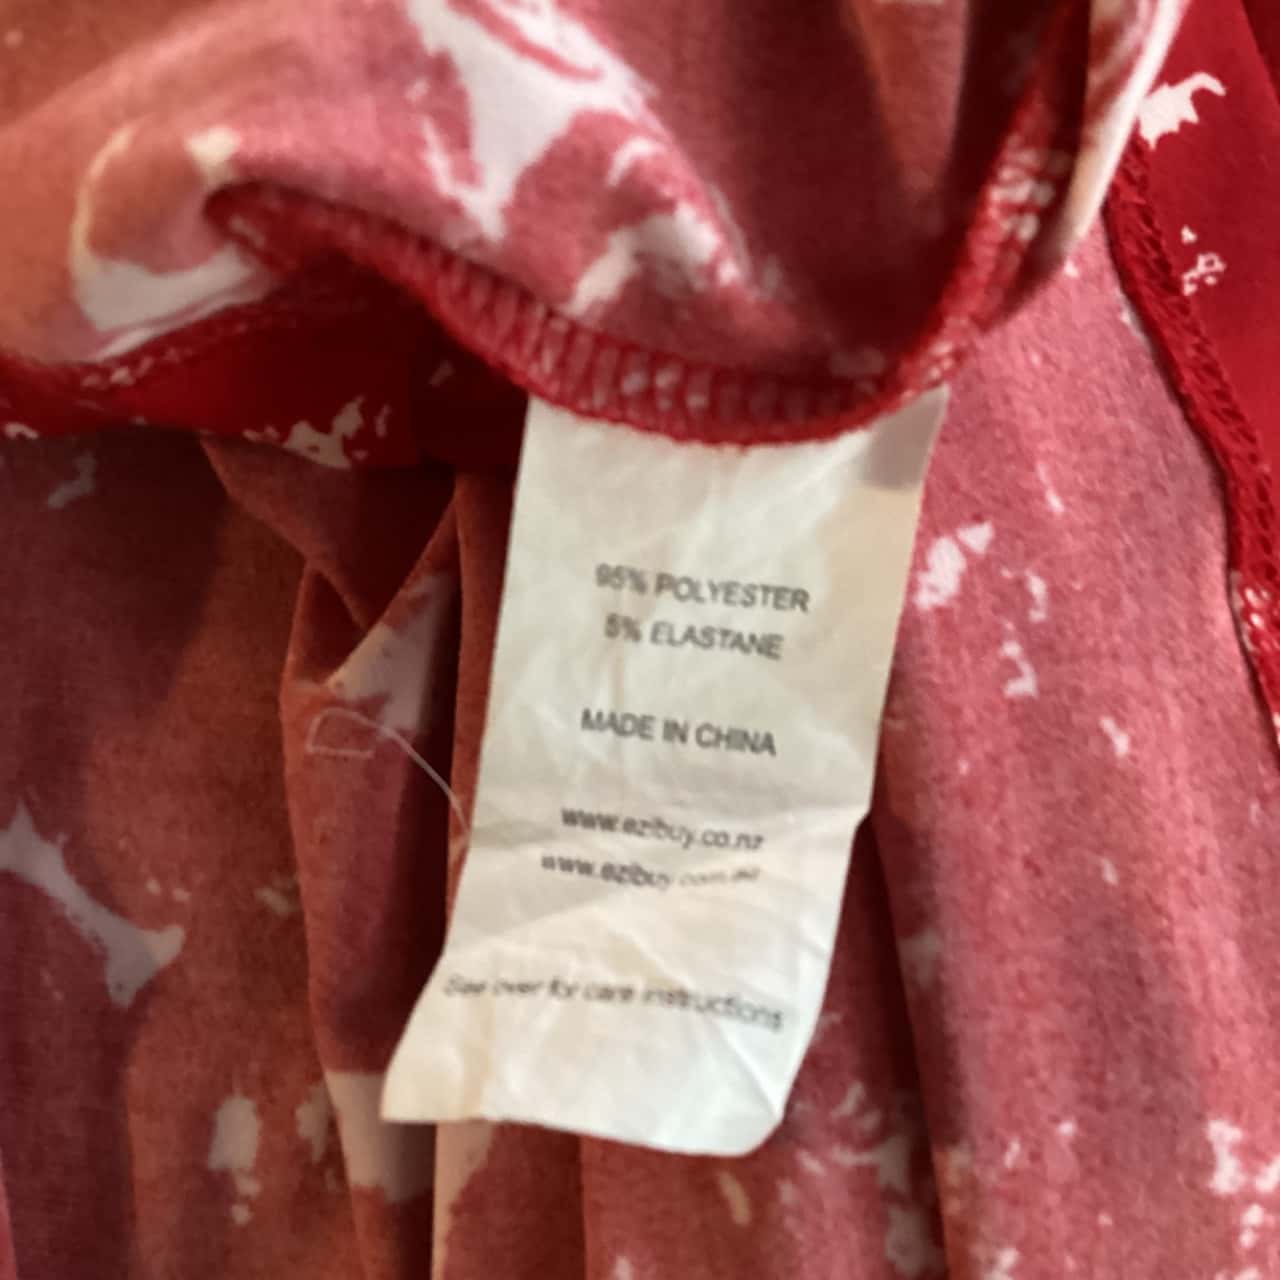 95% POLYESTER
5% ELASTANE
MADE IN CHINA
www.ezibuy.co.nz
www.ezibuy.com.au
See over for care instructions